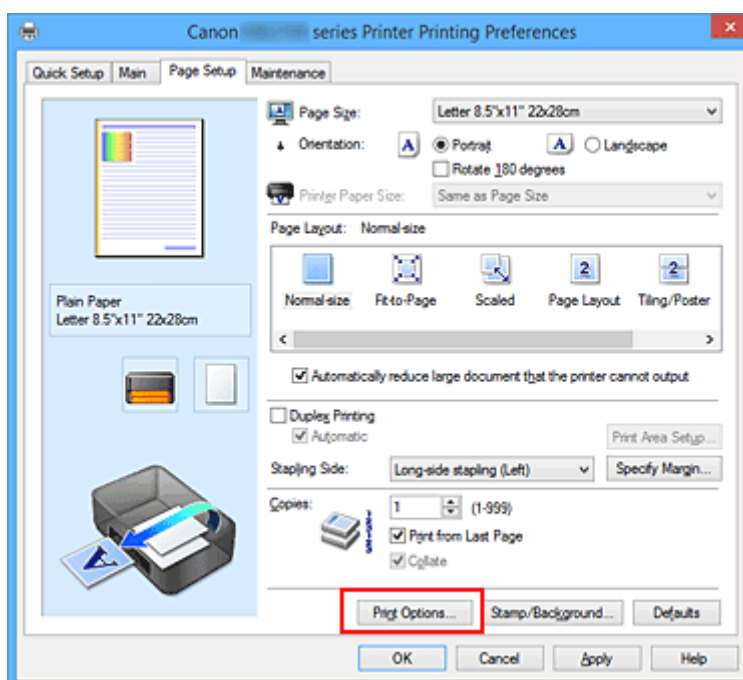 Canon series Printer Printing Preferences
Quick Setup Main Page Setup Maintenance
Page Size: Letter 8.5"x11" 22x28cm
Orientation: A Portrait A Landscape
Rotate 180 degrees
Printer Paper Size: Same as Page Size
Page Layout: Normal-size
2 2
Normal-size Fit-to-Page Scaled Page Layout Tiling/Poster
Plain Paper
Letter 8.5"x11" 22x28cm
Automatically reduce large document that the printer cannot output
Duplex Printing
Automatic
Print Area Setup...
Stapling Side: Long-side stapling (Left) Specify Margin...
Copies: 1 (1-999)
Print from Last Page
Collate
A
Print Options... Stamp/Background... Defaults
OK Cancel Apply Help